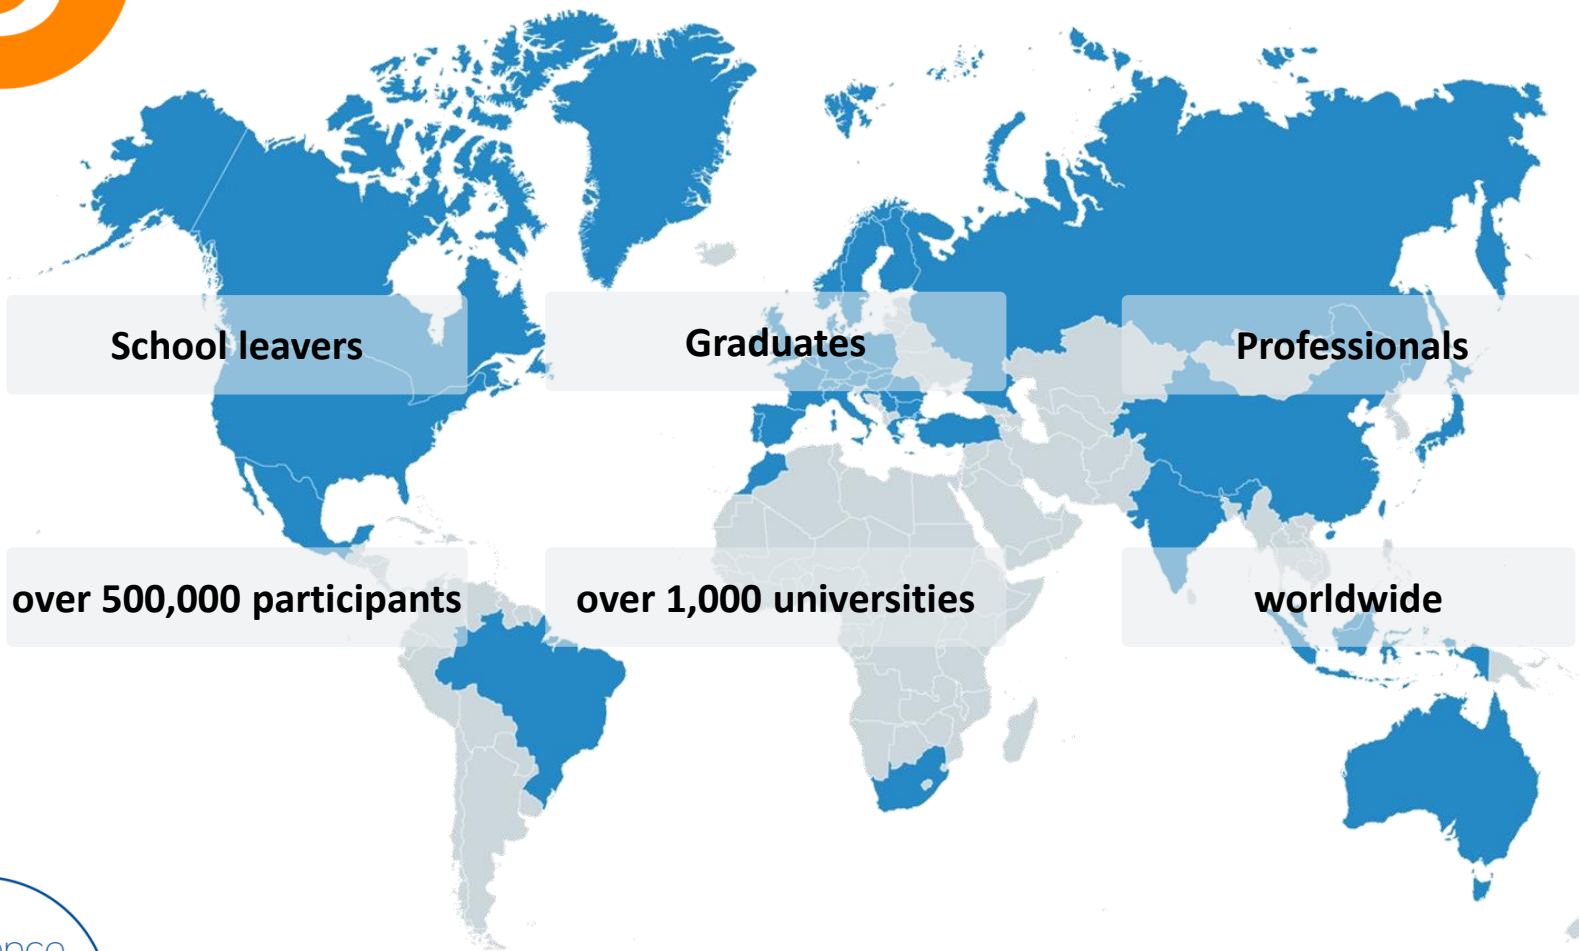 School leavers
Graduates
Professionals
over 500,000 participants
over 1,000 universities
worldwide